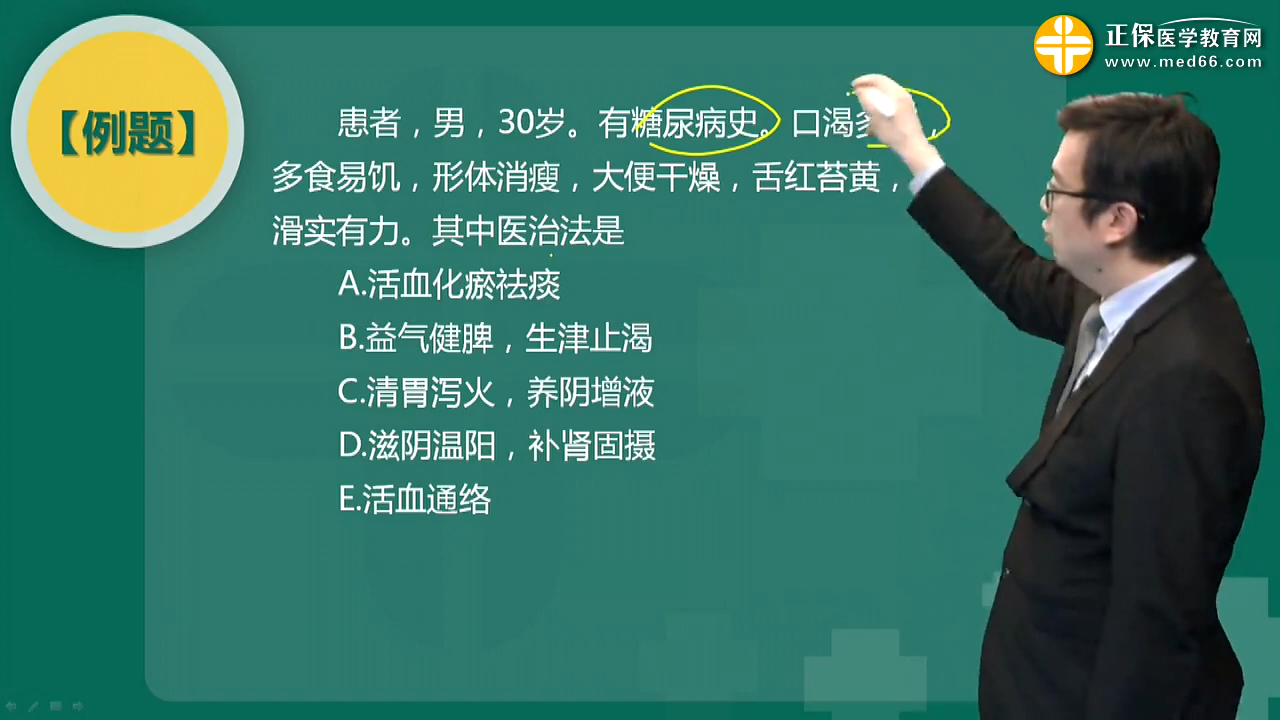 正保医学教育网
www.med66.com
【例题】
患者，男，30岁。有糖尿病史。口渴多，
多食易饥，形体消瘦，大便干燥，舌红苔黄，
滑实有力。其中医治法是
A.活血化瘀祛痰
B.益气健脾，生津止渴
C.清胃泻火，养阴增液
D.滋阴温阳，补肾固摄
E.活血通络